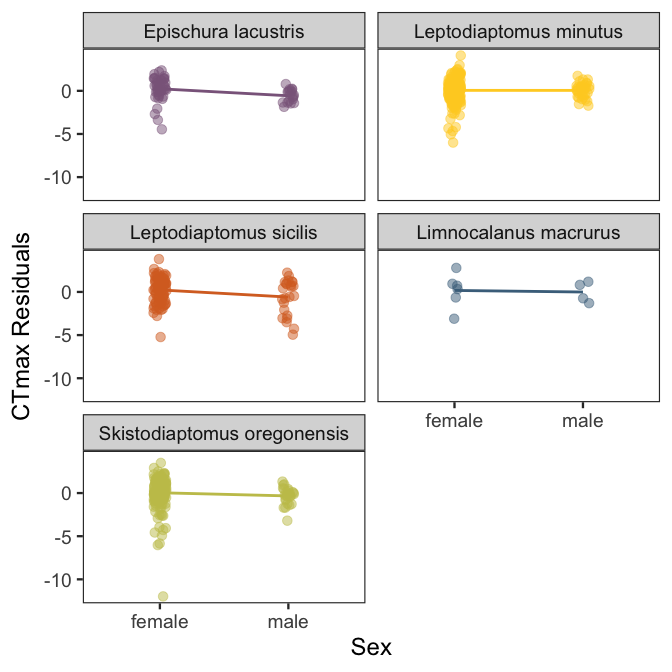 Epischura lacustris
Leptodiaptomus minutus
0
-5
-10
Leptodiaptomus sicilis
Limnocalanus macrurus
0
-5
-10
female
male
Skistodiaptomus oregonensis
0
-5
-10
female
male
CTmax Residuals
Sex